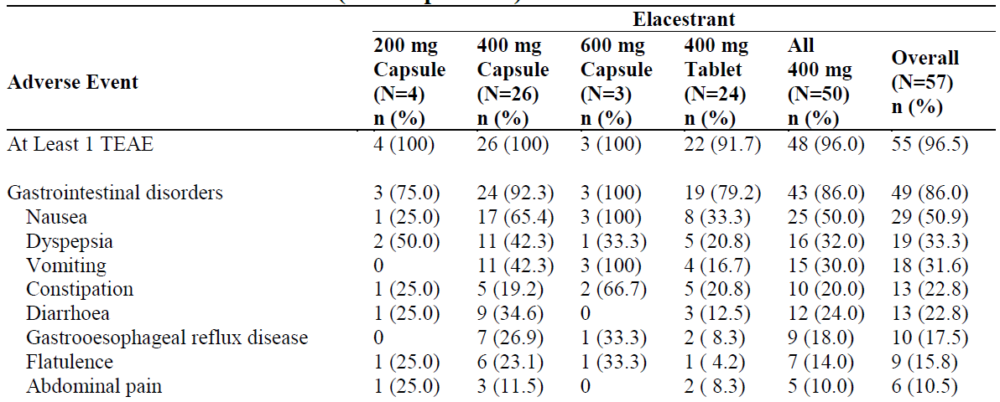 Elacestrant
Adverse Event 200 mg Capsule (N=4) n (%) 400 mg Capsule (N=26) n (%) 600 mg Capsule (N=3) n (%) 400 mg Tablet (N=24) n (%) All 400 mg (N=50) n (%) Overall (N=57) n (%)
At Least 1 TEAE 4 (100) 26 (100) 3 (100) 22 (91.7) 48 (96.0) 55 (96.5)
Gastrointestinal disorders 3 (75.0) 24 (92.3) 3 (100) 19 (79.2) 43 (86.0) 49 (86.0)
Nausea 1 (25.0) 17 (65.4) 3 (100) 8 (33.3) 25 (50.0) 29 (50.9)
Dyspepsia 2 (50.0) 11 (42.3) 1 (33.3) 5 (20.8) 16 (32.0) 19 (33.3)
Vomiting 0 11 (42.3) 3 (100) 4 (16.7) 15 (30.0) 18 (31.6)
Constipation 1 (25.0) 5 (19.2) 2 (66.7) 5 (20.8) 10 (20.0) 13 (22.8)
Diarrhoea 1 (25.0) 9 (34.6) 0 3 (12.5) 12 (24.0) 13 (22.8)
Gastrooesophageal reflux disease 0 7 (26.9) 1 (33.3) 2 ( 8.3) 9 (18.0) 10 (17.5)
Flatulence 1 (25.0) 6 (23.1) 1 (33.3) 1 ( 4.2) 7 (14.0) 9 (15.8)
Abdominal pain 1 (25.0) 3 (11.5) 0 2 ( 8.3) 5 (10.0) 6 (10.5)